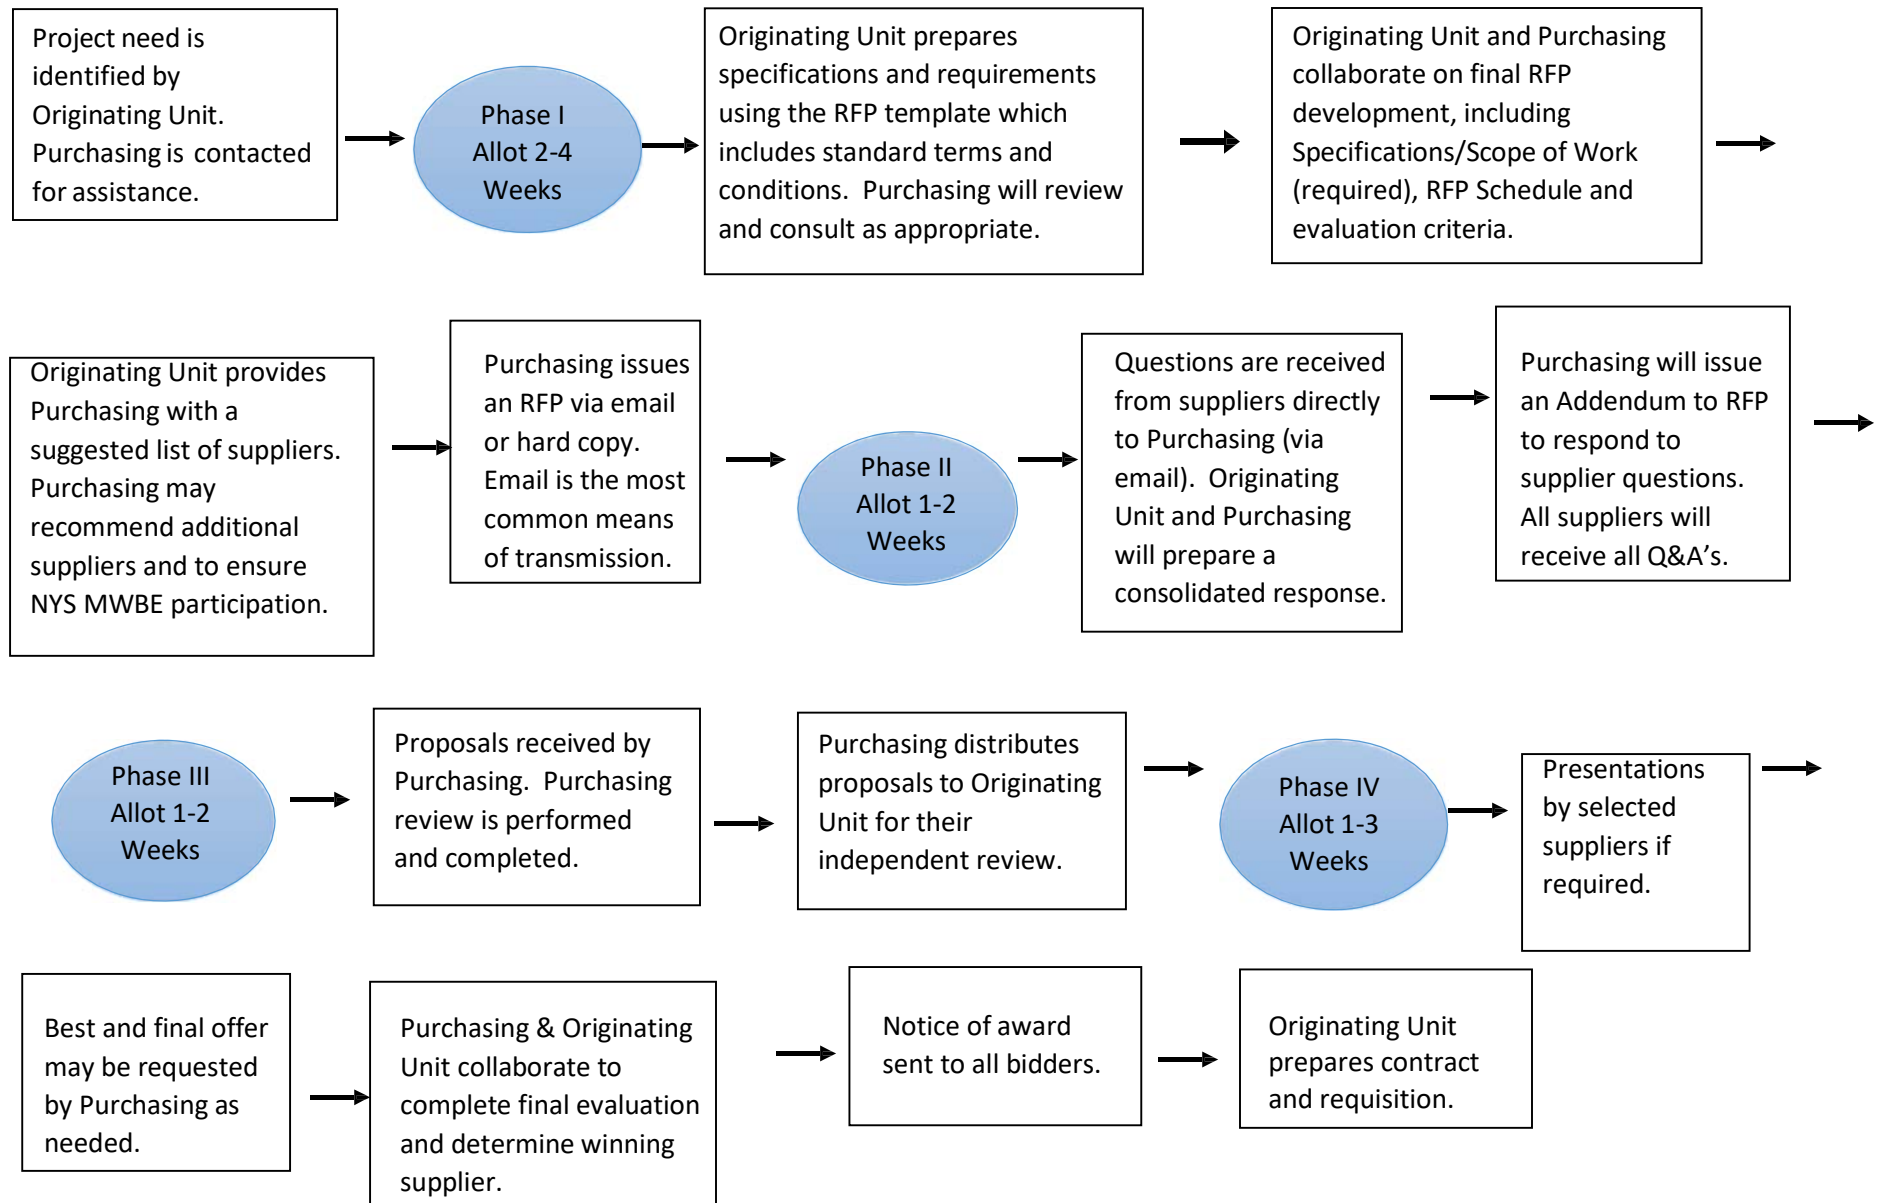 Project need is
identified by
Originating Unit.
Purchasing is contacted
for assistance.
Phase I
Allot 2-4
Weeks
Originating Unit prepares
specifications and requirements
using the RFP template which
includes standard terms and
conditions.  Purchasing will review
and consult as appropriate.
Originating Unit and Purchasing
collaborate on final RFP
development, including
Specifications/Scope of Work
(required), RFP Schedule and
evaluation criteria.
Originating Unit provides
Purchasing with a
suggested list of suppliers.
Purchasing may
recommend additional
suppliers and to ensure
NYS MWBE participation.
Purchasing issues
an RFP via email
or hard copy.
Email is the most
common means
of transmission.
Phase II
Allot 1-2
Weeks
Questions are received
from suppliers directly
to Purchasing (via
email).  Originating
Unit and Purchasing
will prepare a
consolidated response.
Purchasing will issue
an Addendum to RFP
to respond to
supplier questions.
All suppliers will
receive all Q&A’s.
Phase III
Allot 1-2
Weeks
Proposals received by
Purchasing.  Purchasing
review is performed
and completed.
Purchasing distributes
proposals to Originating
Unit for their
independent review.
Phase IV
Allot 1-3
Weeks
Presentations
by selected
suppliers if
required.
Best and final offer
may be requested
by Purchasing as
needed.
Purchasing & Originating
Unit collaborate to
complete final evaluation
and determine winning
supplier.
Notice of award
sent to all bidders.
Originating Unit
prepares contract
and requisition.